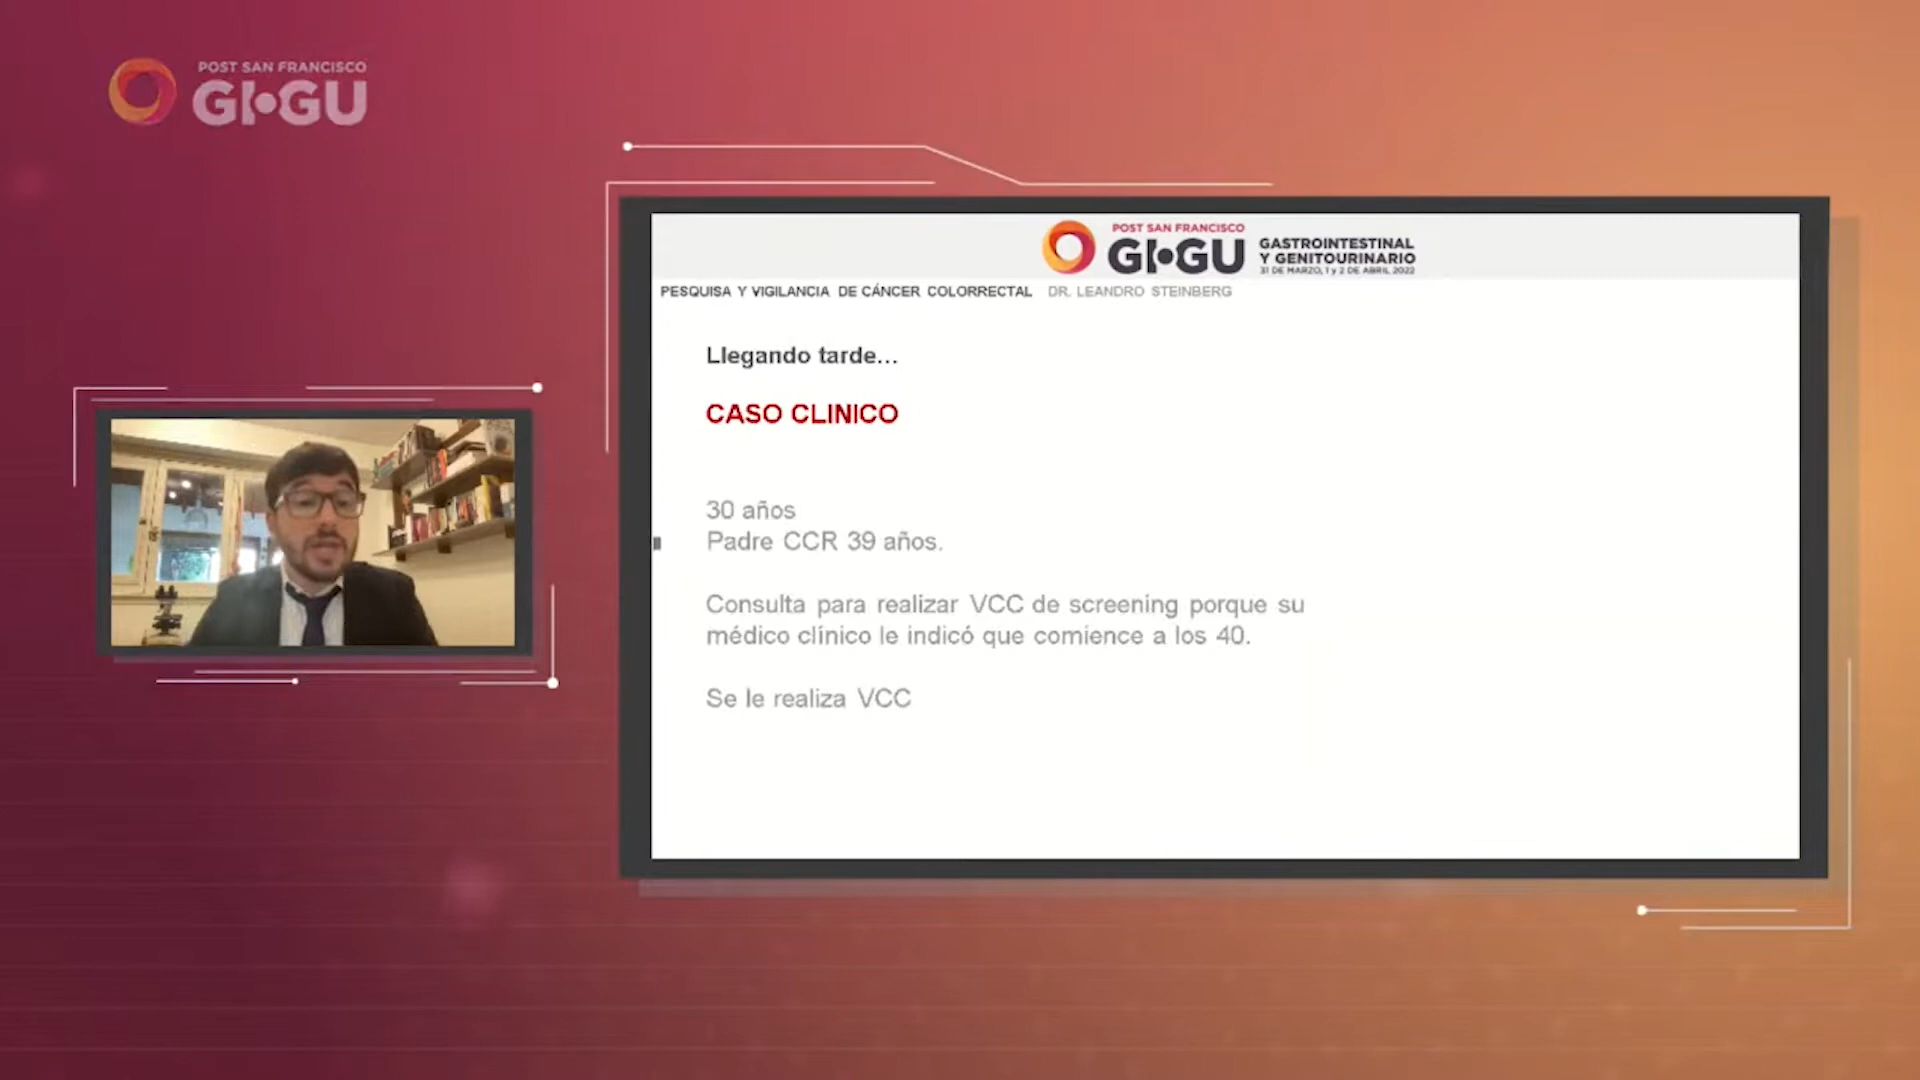 POST SAN FRANCISCO
GI•GU
POST SAN FRANCISCO
GI•GU
GASTROINTESTINAL
Y GENITOURINARIO
31 DE MARZO, 1 y 2 DE ABRIL 2022
PESQUISA Y VIGILANCIA DE CÁNCER COLORRECTAL DR. LEANDRO STEINBERG
Llegando tarde...
CASO CLINICO
30 años
Padre CCR 39 años.
Consulta para realizar VCC de screening porque su
médico clínico le indicó que comience a los 40.
Se le realiza VCC